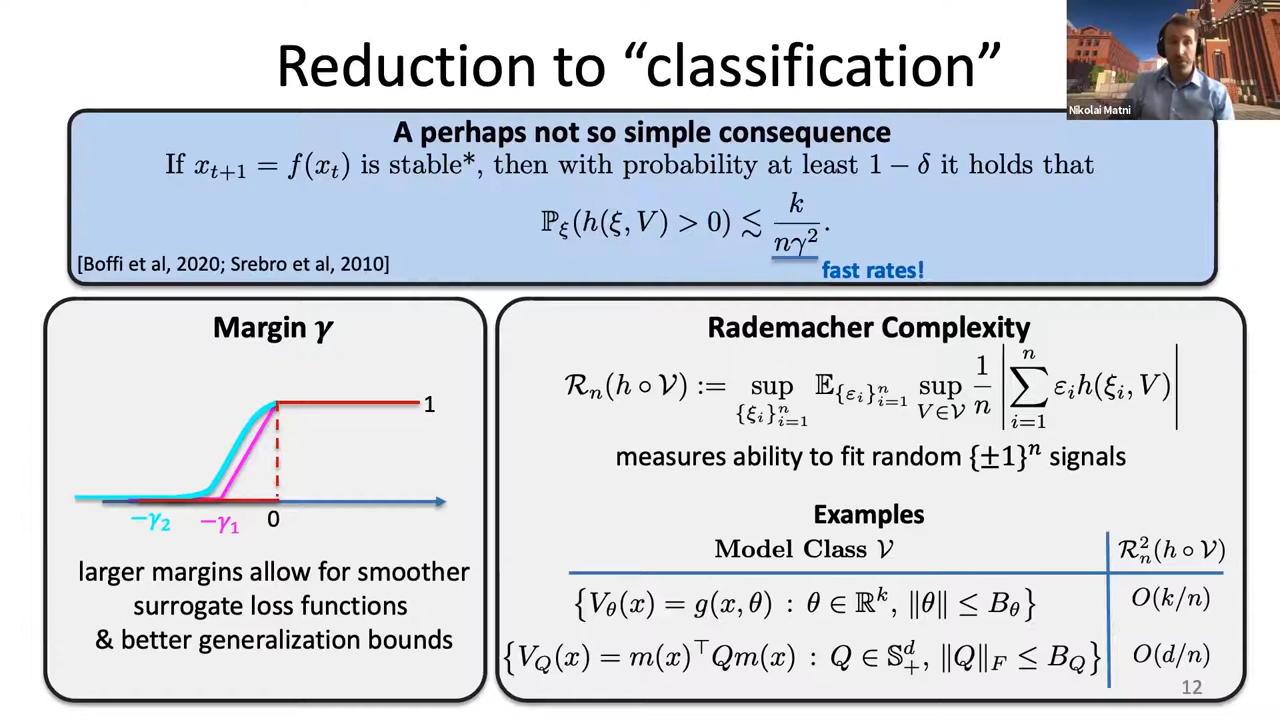 Reduction to “classification”
Nikolai Matni
A perhaps not so simple consequence
If x_{t+1} = f(x_t) is stable*, then with probability at least 1 − δ it holds that
ℙ_ξ(h(ξ, V) > 0) ≲ k/(nγ²).
[Boffi et al, 2020; Srebro et al, 2010]
fast rates!
Margin γ
1
−γ₂
−γ₁
0
larger margins allow for smoother
surrogate loss functions
& better generalization bounds
Rademacher Complexity
ℛ_n(h ∘ 𝒱) := sup_{{ξ_i}_{i=1}^n} 𝔼_{{ε_i}_{i=1}^n} sup_{V∈𝒱} 1/n |∑_{i=1}^n ε_i h(ξ_i, V)|
measures ability to fit random {±1}ⁿ signals
Examples
Model Class 𝒱
ℛ_n²(h ∘ 𝒱)
{V_θ(x) = g(x, θ) : θ ∈ ℝ^k, ‖θ‖ ≤ B_θ}
O(k/n)
{V_Q(x) = m(x)^⊤Qm(x) : Q ∈ 𝕊_+^d, ‖Q‖_F ≤ B_Q}
O(d/n)
12